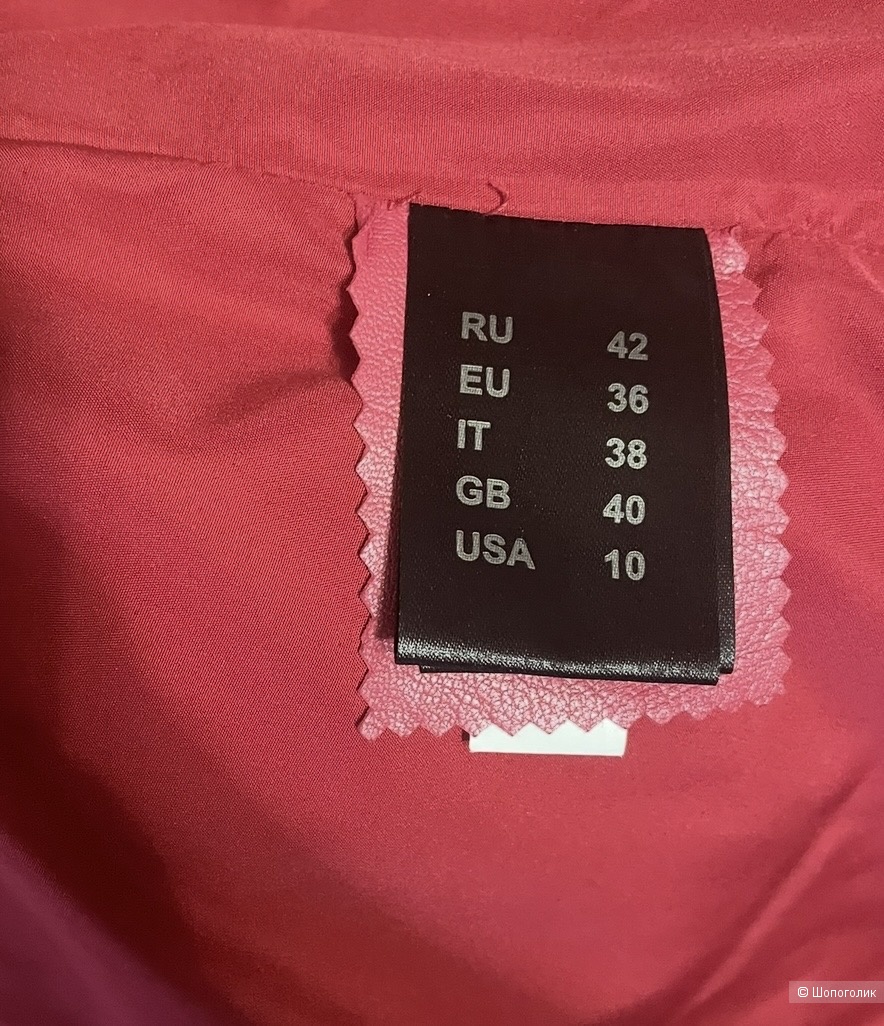 RU 42
EU 36
IT 38
GB 40
USA 10
© Шопоголик